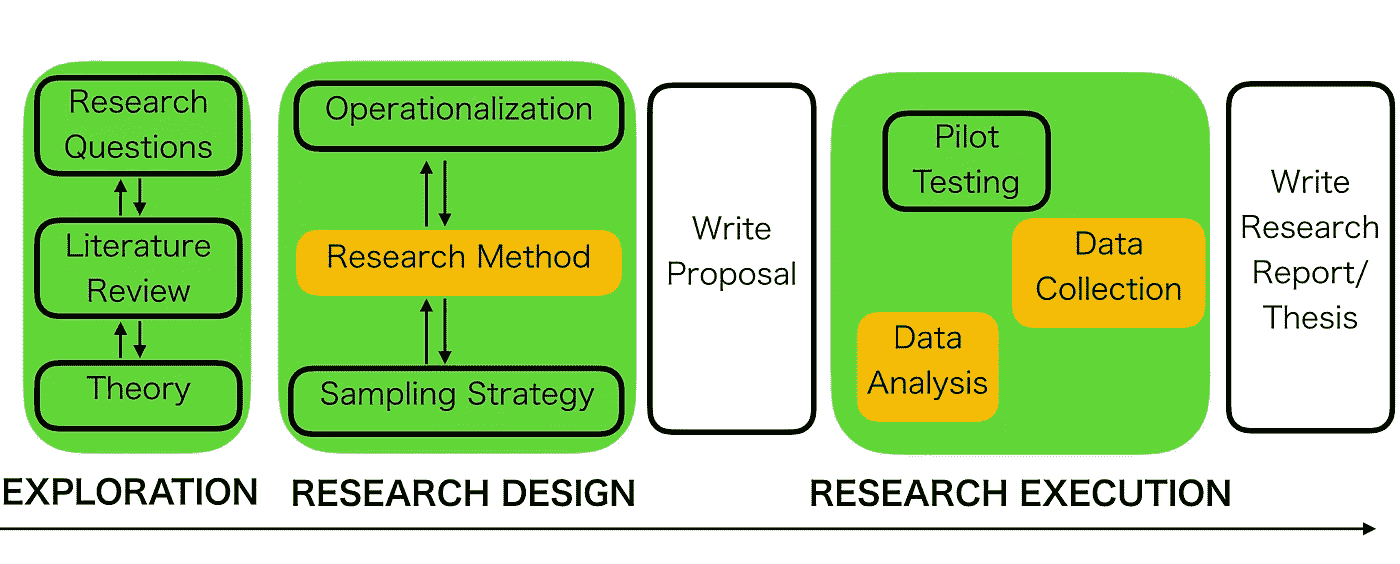 Research
Questions
Literature
Review
Theory
Operationalization
Research Method
Sampling Strategy
Write
Proposal
Pilot
Testing
Data
Collection
Data
Analysis
Write
Research
Report/
Thesis
EXPLORATION
RESEARCH DESIGN
RESEARCH EXECUTION